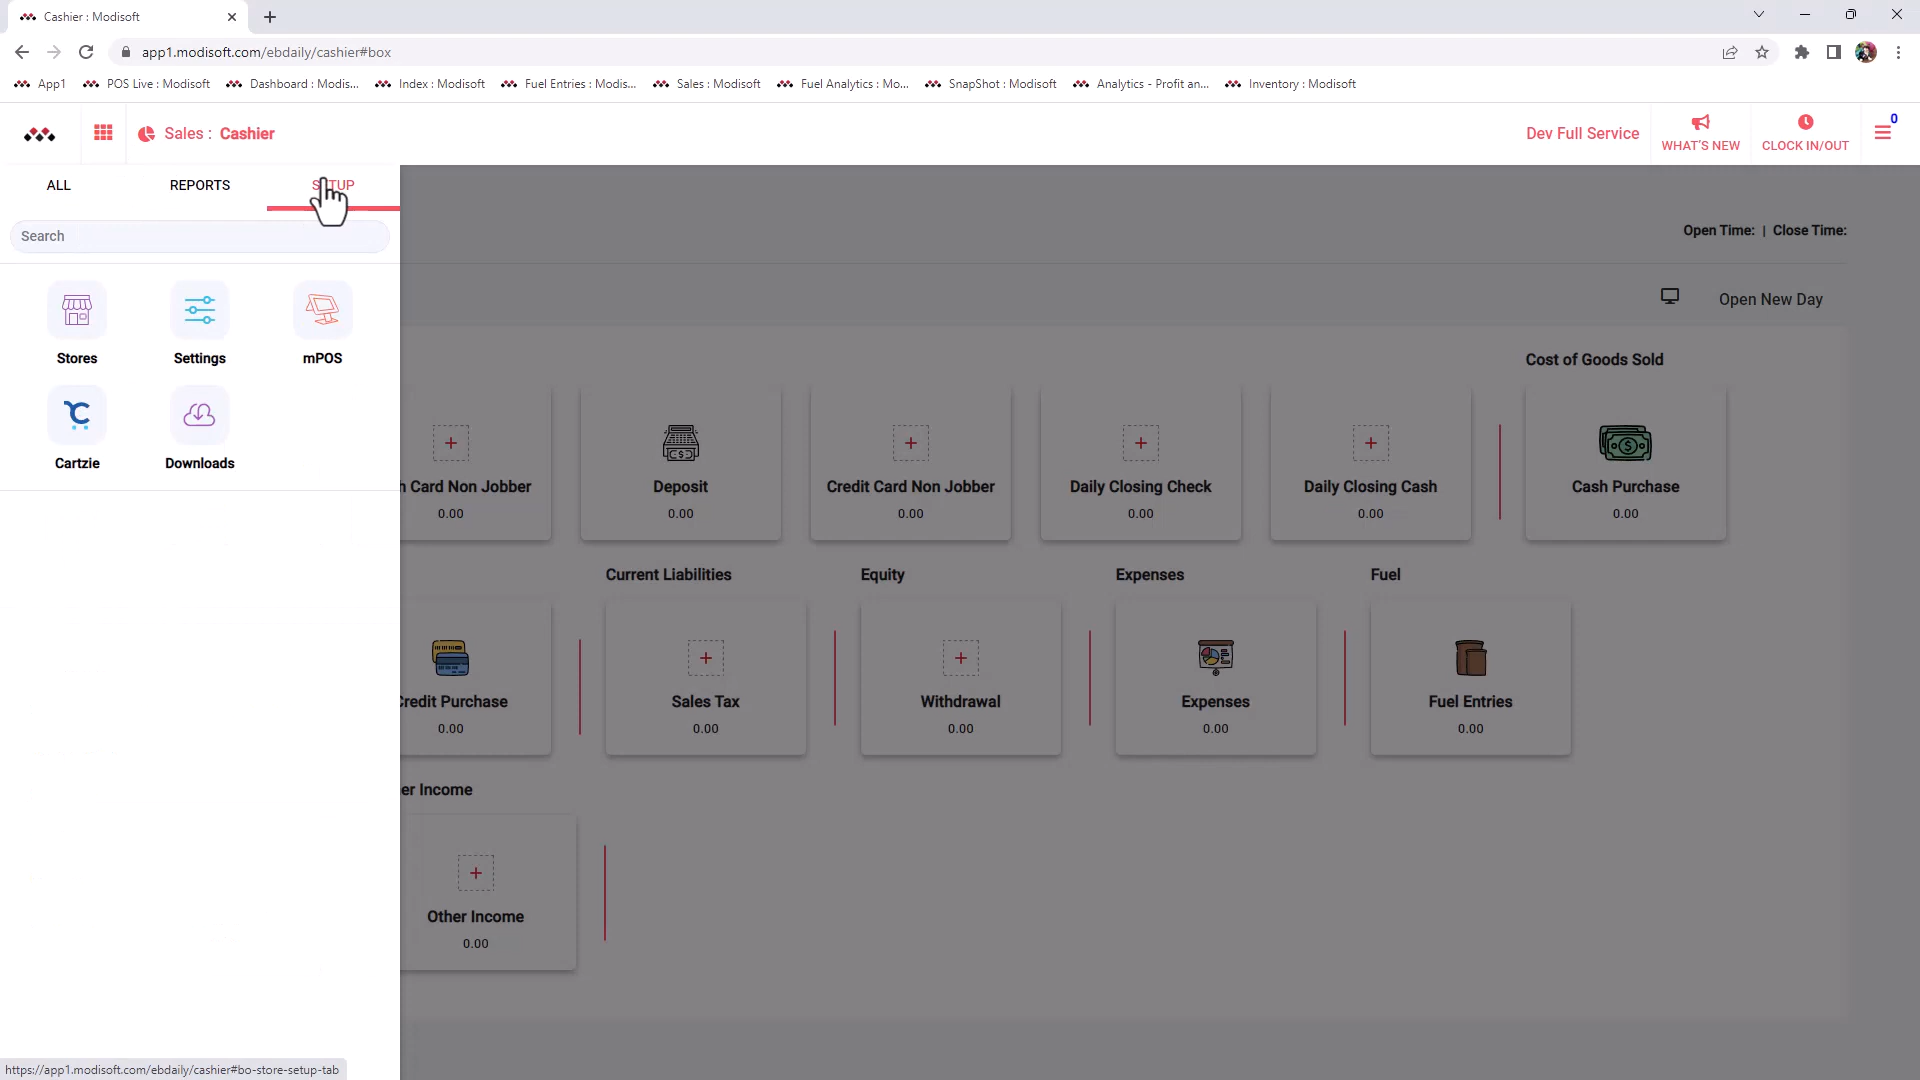 Cashier : Modisoft
app1.modisoft.com/ebdaily/cashier#box
App1
POS Live : Modisoft
Dashboard : Modis...
Index : Modisoft
Fuel Entries : Modis...
Sales : Modisoft
Fuel Analytics : Mo...
SnapShot : Modisoft
Analytics - Profit an...
Inventory : Modisoft
Sales : Cashier
Dev Full Service
WHAT'S NEW
CLOCK IN/OUT
0
ALL
REPORTS
SETUP
Search
Open Time: | Close Time:
Stores
Settings
mPOS
Cartzie
Downloads
Open New Day
Cost of Goods Sold
h Card Non Jobber
0.00
Deposit
0.00
Credit Card Non Jobber
0.00
Daily Closing Check
0.00
Daily Closing Cash
0.00
Cash Purchase
0.00
Current Liabilities
Equity
Expenses
Fuel
Credit Purchase
0.00
Sales Tax
0.00
Withdrawal
0.00
Expenses
0.00
Fuel Entries
0.00
er Income
Other Income
0.00
https://app1.modisoft.com/ebdaily/cashier#bo-store-setup-tab